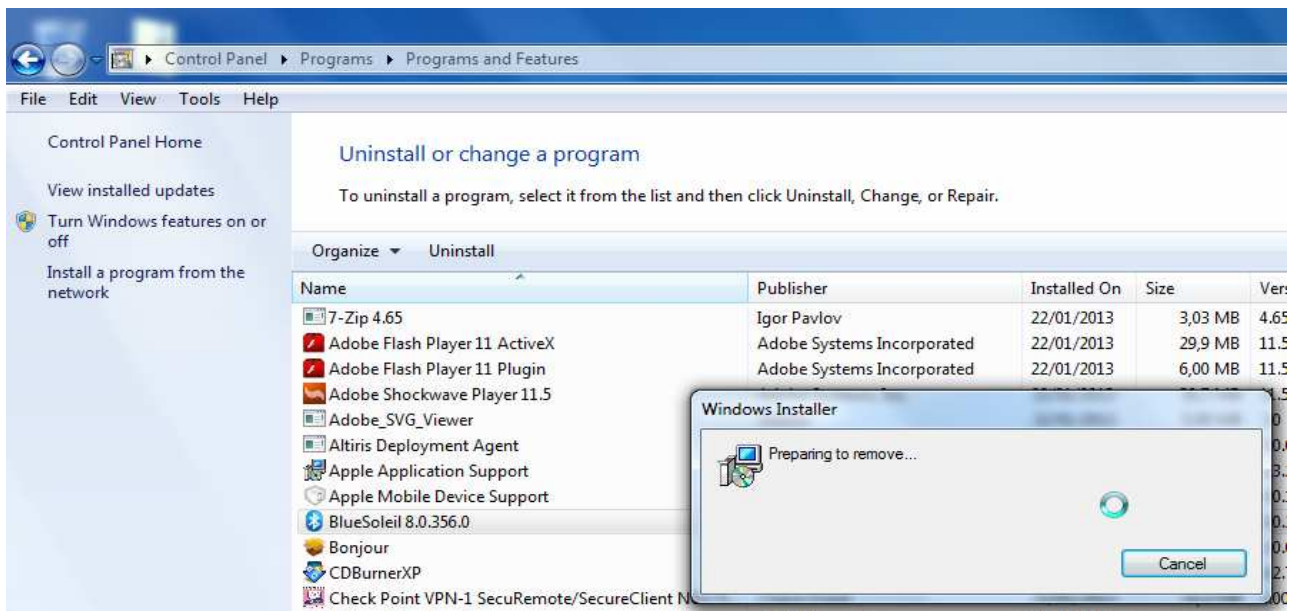 Control Panel Programs Programs and Features
File Edit View Tools Help
Control Panel Home
View installed updates
Turn Windows features on or
off
Install a program from the
network
Uninstall or change a program
To uninstall a program, select it from the list and then click Uninstall, Change, or Repair.
Organize Uninstall
Name Publisher Installed On Size
7-Zip 4.65 Igor Pavlov 22/01/2013 3,03 MB 4.65
Adobe Flash Player 11 ActiveX Adobe Systems Incorporated 22/01/2013 29,9 MB 11.5
Adobe Flash Player 11 Plugin Adobe Systems Incorporated 22/01/2013 6,00 MB 11.5
Adobe Shockwave Player 11.5
Adobe_SVG_Viewer
Altiris Deployment Agent
Apple Application Support
Apple Mobile Device Support
BlueSoleil 8.0.356.0
Bonjour
CDBurnerXP
Check Point VPN-1 SecuRemote/SecureClient
Windows Installer
Preparing to remove...
Cancel